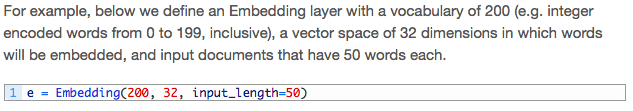 For example, below we define an Embedding layer with a vocabulary of 200 (e.g. integer
encoded words from 0 to 199, inclusive), a vector space of 32 dimensions in which words
will be embedded, and input documents that have 50 words each.
1 e = Embedding(200, 32, input_length=50)